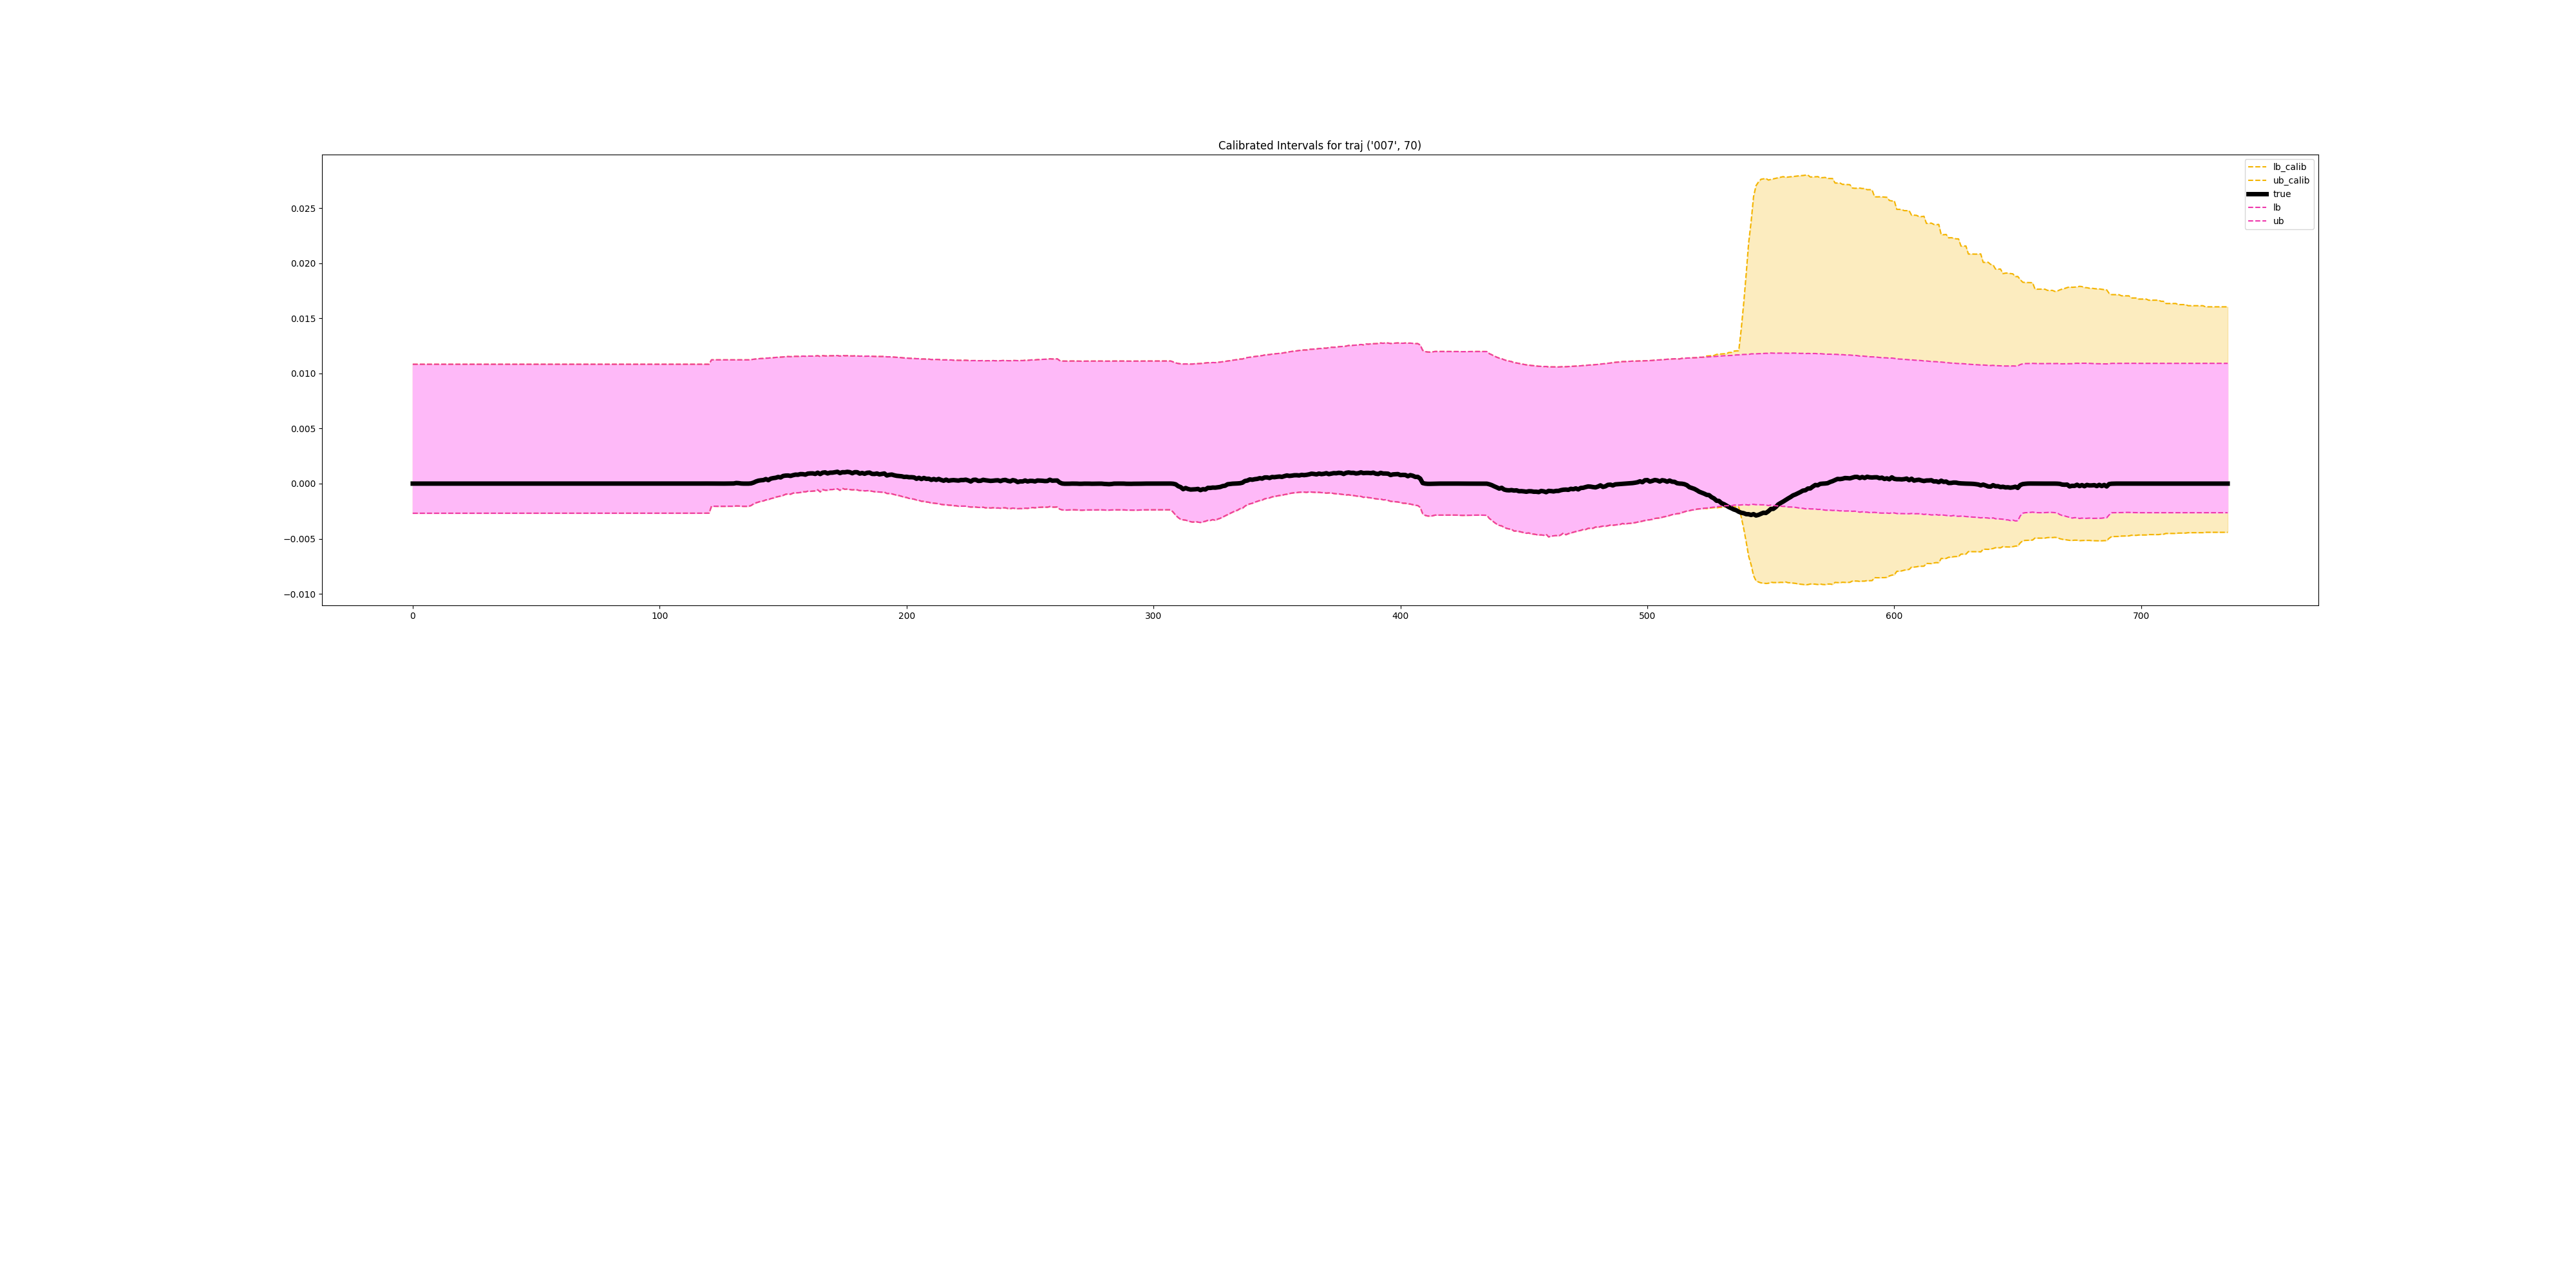 Calibrated Intervals for traj ('007', 70)
lb_calib
ub_calib
true
lb
ub
0.025
0.020
0.015
0.010
0.005
0.000
−0.005
−0.010
0 100 200 300 400 500 600 700